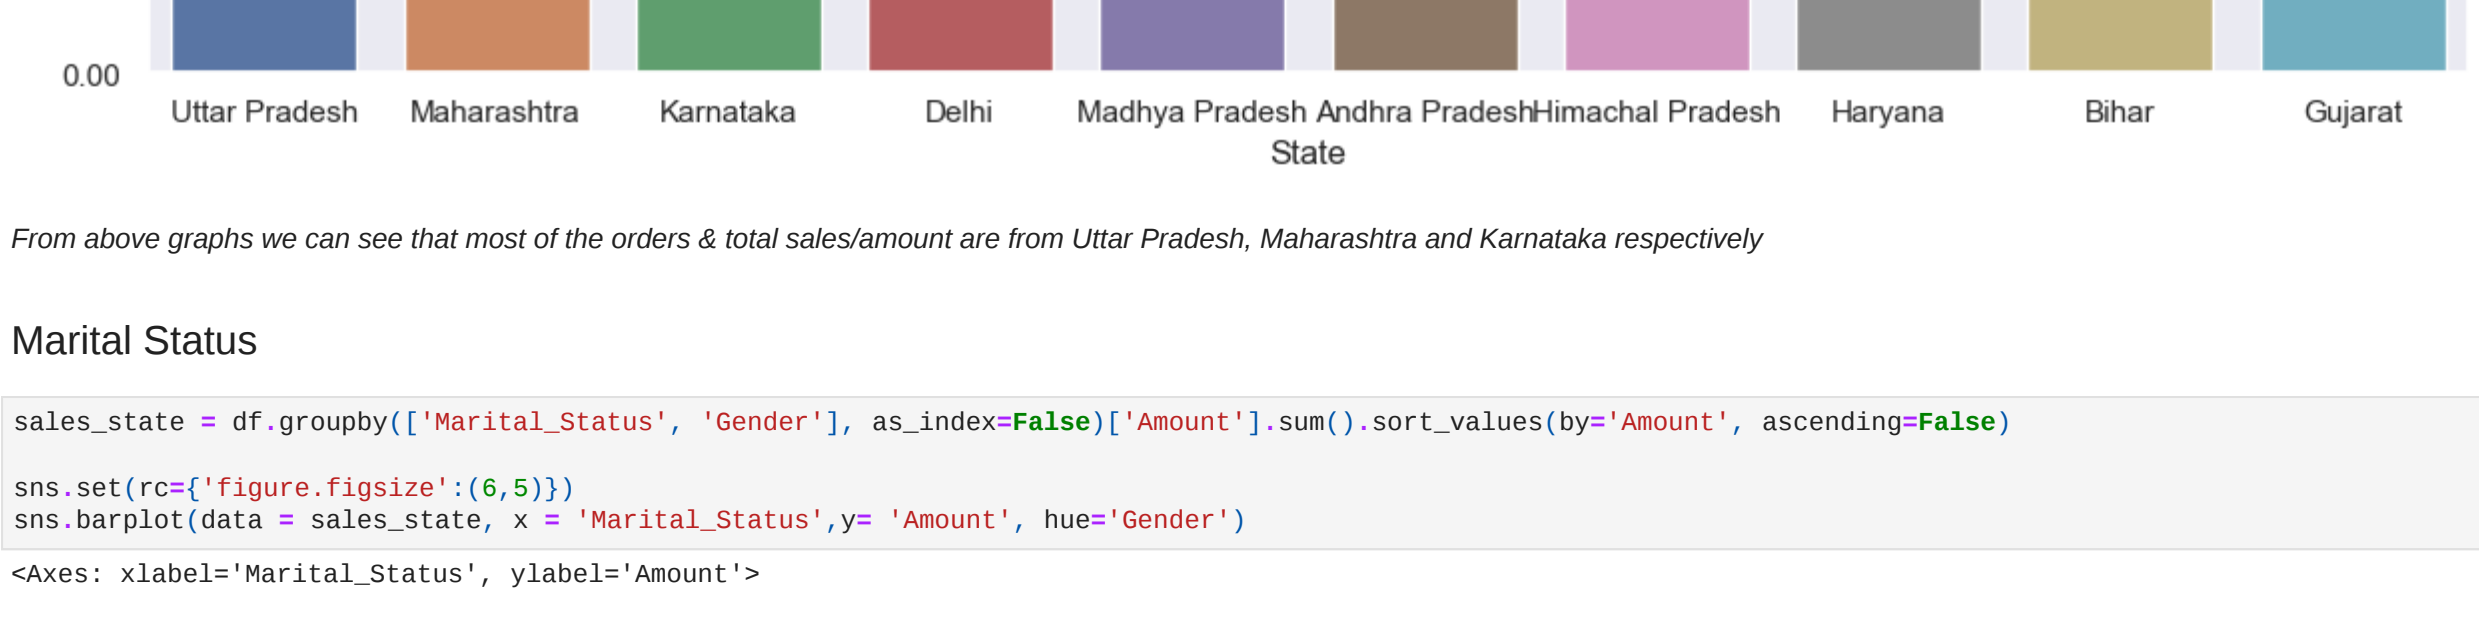 0.00
Uttar Pradesh Maharashtra Karnataka Delhi Madhya Pradesh Andhra Pradesh Himachal Pradesh Haryana Bihar Gujarat
State
From above graphs we can see that most of the orders & total sales/amount are from Uttar Pradesh, Maharashtra and Karnataka respectively
Marital Status
sales_state = df.groupby(['Marital_Status', 'Gender'], as_index=False)['Amount'].sum().sort_values(by='Amount', ascending=False)
sns.set(rc={'figure.figsize':(6,5)})
sns.barplot(data = sales_state, x = 'Marital_Status',y= 'Amount', hue='Gender')
<Axes: xlabel='Marital_Status', ylabel='Amount'>